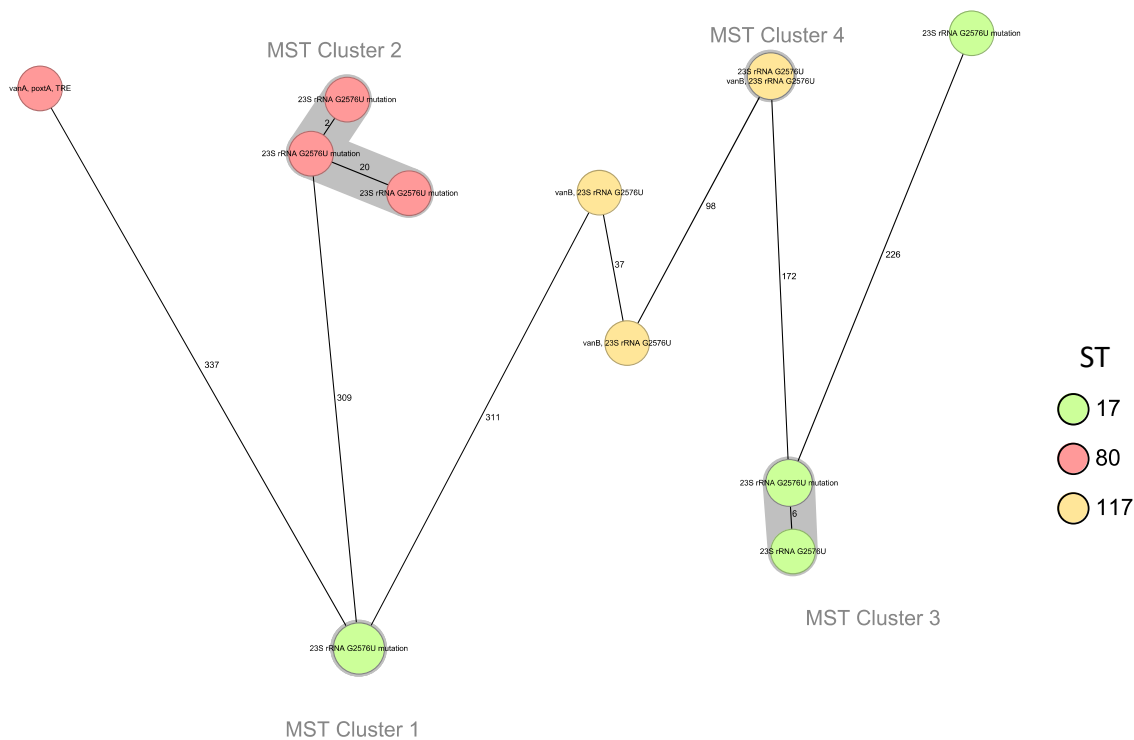 23S rRNA G2576U mutation
MST Cluster 4
MST Cluster 2
23S rRNA G2576U
vanB, 23S rRNA G2576U
vanA, poxtA, TRE
23S rRNA G2576U mutation
2
23S rRNA G2576U mutation
20
23S rRNA G2576U mutation
vanB, 23S rRNA G2576U
98
226
37
172
vanB, 23S rRNA G2576U
ST
337
309
17
311
80
23S rRNA G2576U mutation
117
6
23S rRNA G2576U
MST Cluster 3
23S rRNA G2576U mutation
MST Cluster 1